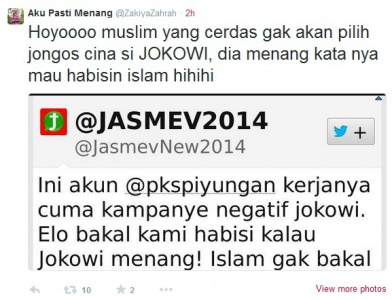 Aku Pasti Menang @ZakiyaZahrah · 2h
Hoyoooo muslim yang cerdas gak akan pilih
jongos cina si JOKOWI, dia menang kata nya
mau habisin islam hihihi
@JASMEV2014
@JasmevNew2014
+
Ini akun @pkspiyungan kerjanya
cuma kampanye negatif jokowi.
Elo bakal kami habisi kalau
Jokowi menang! Islam gak bakal
10
2
View more photos